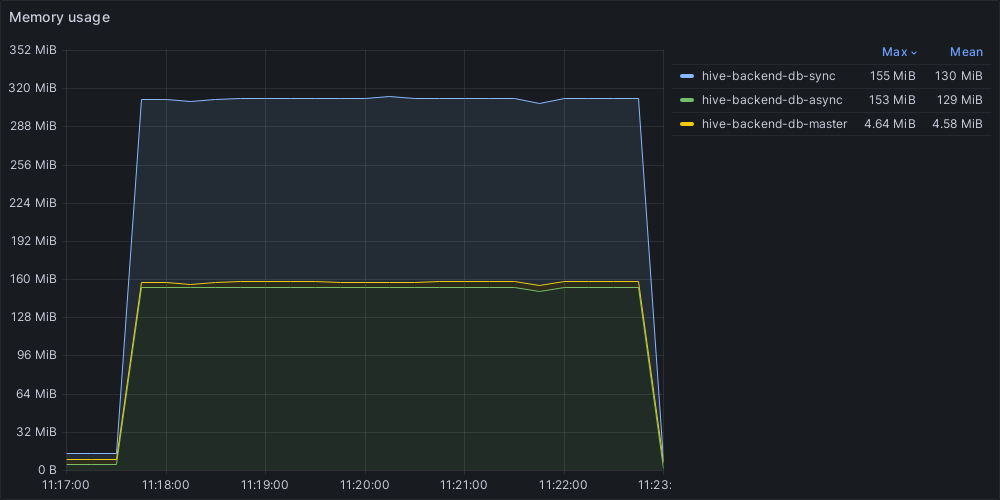 Memory usage
352 MiB
320 MiB
288 MiB
256 MiB
224 MiB
192 MiB
160 MiB
128 MiB
96 MiB
64 MiB
32 MiB
0 B
11:17:00 11:18:00 11:19:00 11:20:00 11:21:00 11:22:00 11:23:
Max Mean
hive-backend-db-sync 155 MiB 130 MiB
hive-backend-db-async 153 MiB 129 MiB
hive-backend-db-master 4.64 MiB 4.58 MiB